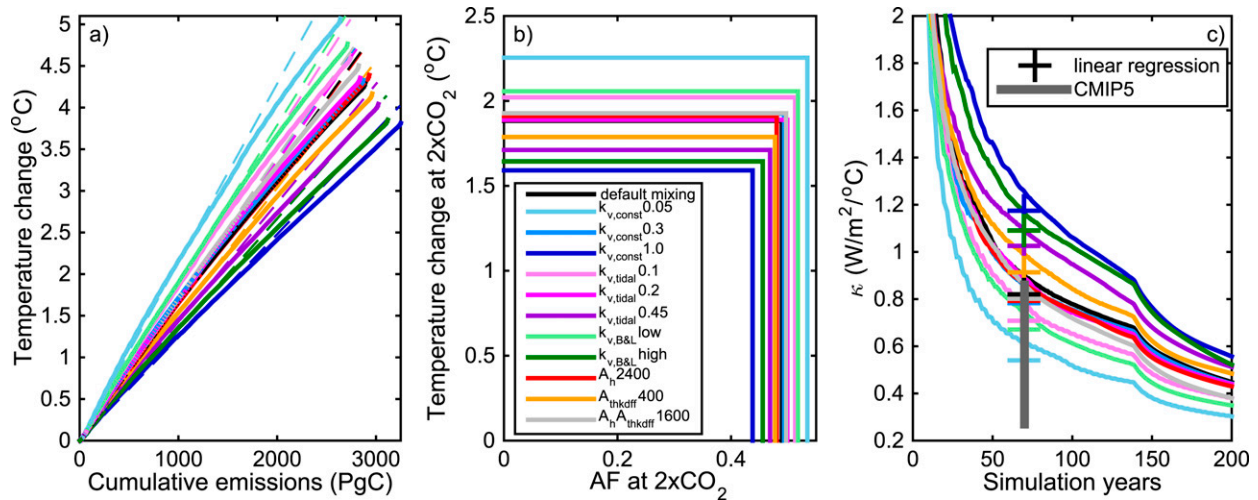 a)
5
4.5
4
3.5
3
2.5
2
1.5
1
0.5
0
Temperature change (°C)
0
1000
2000
3000
Cumulative emissions (PgC)
b)
2.5
2
1.5
1
0.5
0
Temperature change at 2xCO2 (°C)
default mixing
kv,const0.05
kv,const0.3
kv,const1.0
kv,tidal0.1
kv,tidal0.2
kv,tidal0.45
kv,B&Llow
kv,B&Lhigh
Ah2400
Athkdff400
AhAthkdff1600
0
0.2
0.4
AF at 2xCO2
c)
2
1.8
1.6
1.4
1.2
1
0.8
0.6
0.4
0.2
κ (W/m²/°C)
linear regression
CMIP5
0
50
100
150
200
Simulation years